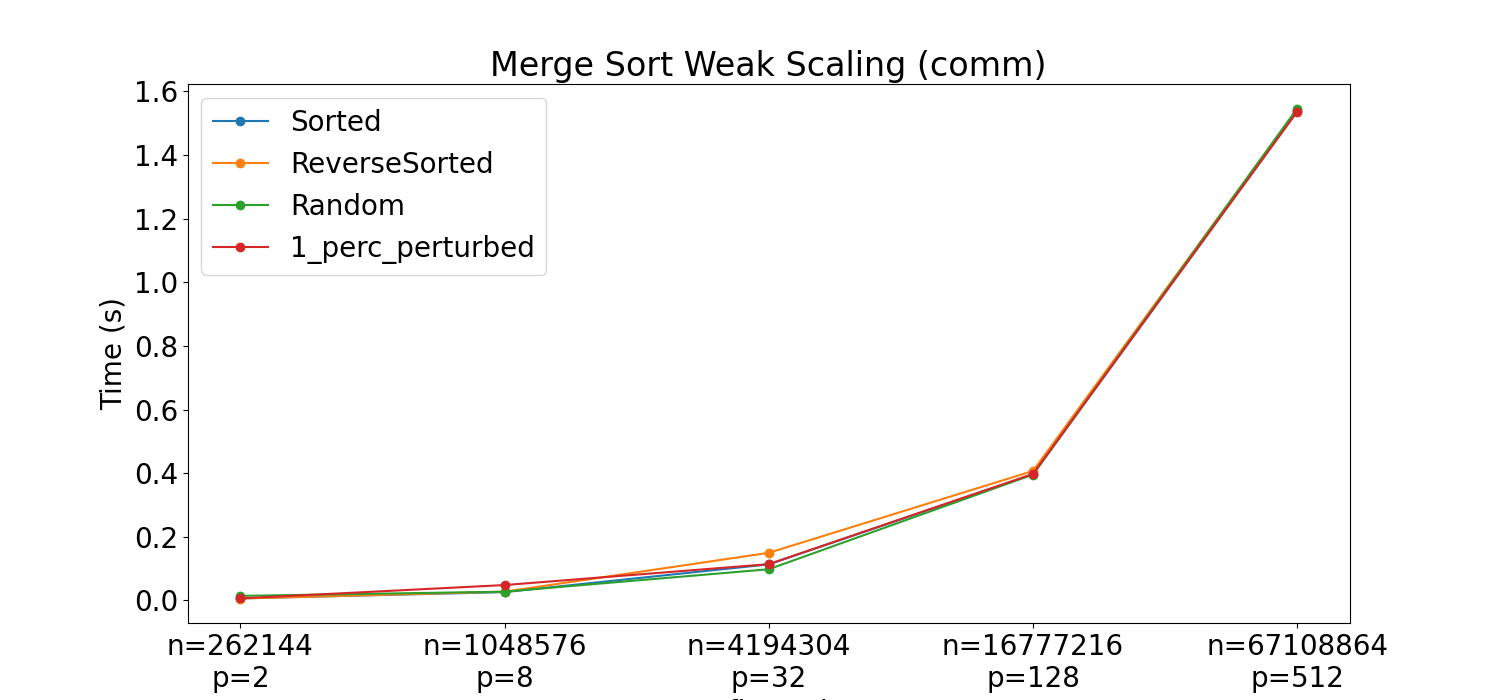 Merge Sort Weak Scaling (comm)
1.6
1.4
1.2
1.0
0.8
0.6
0.4
0.2
0.0
Time (s)
Sorted
ReverseSorted
Random
1_perc_perturbed
n=262144
p=2
n=1048576
p=8
n=4194304
p=32
n=16777216
p=128
n=67108864
p=512